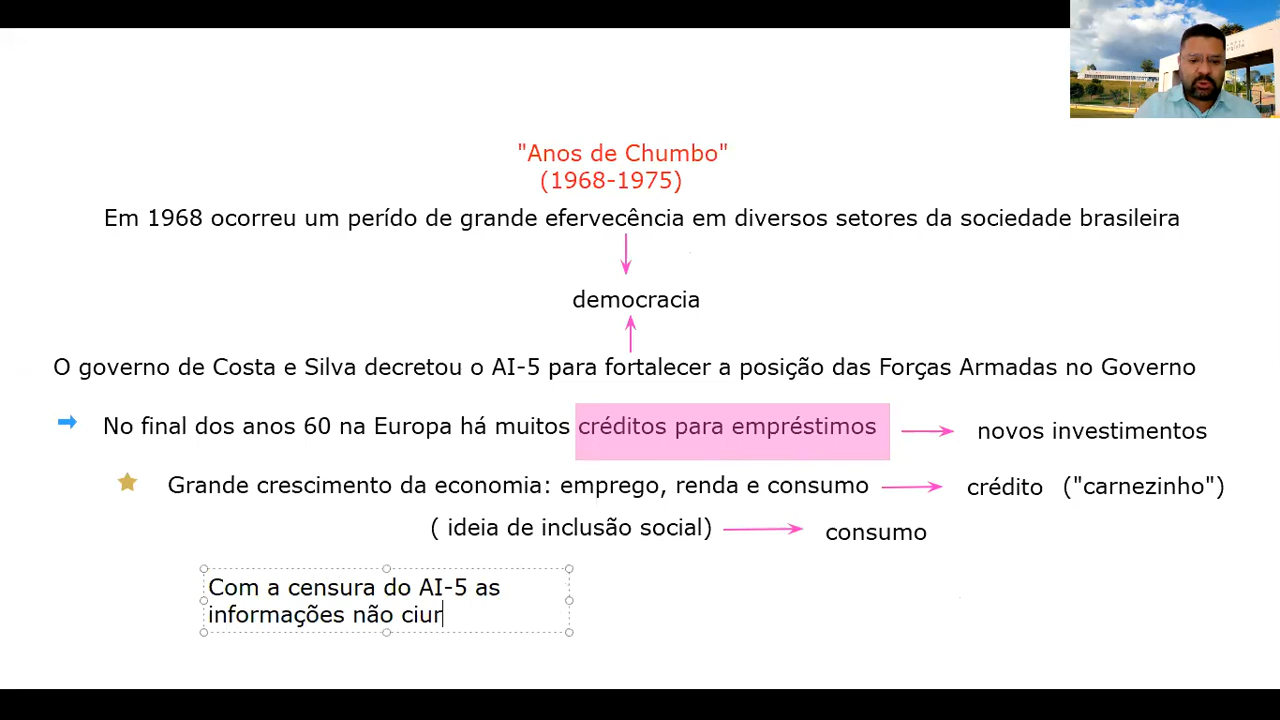 "Anos de Chumbo"
(1968-1975)
Em 1968 ocorreu um perído de grande efervecência em diversos setores da sociedade brasileira
democracia
O governo de Costa e Silva decretou o AI-5 para fortalecer a posição das Forças Armadas no Governo
No final dos anos 60 na Europa há muitos créditos para empréstimos novos investimentos
Grande crescimento da economia: emprego, renda e consumo crédito ("carnezinho")
( ideia de inclusão social) consumo
Com a censura do AI-5 as
informações não ciur